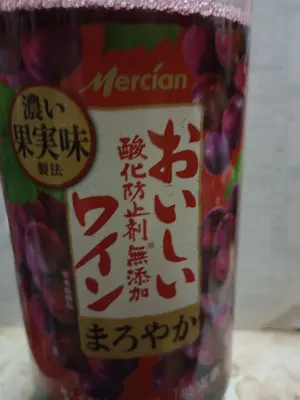 Mercian
濃い
果実味
製法
おいしい
酸化防止剤無添加
ワイン
まろやか